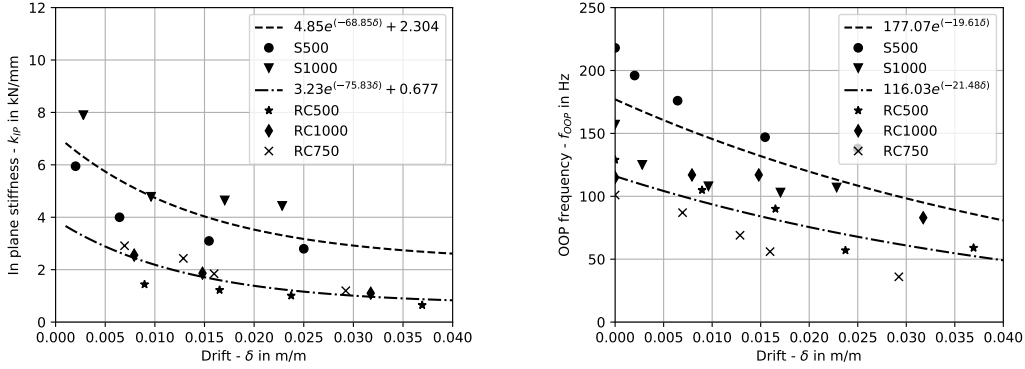 12
10
8
6
4
2
0
In plane stiffness - k_IP in kN/mm
4.85e^(−68.85δ) + 2.304
S500
S1000
3.23e^(−75.83δ) + 0.677
RC500
RC1000
RC750
0.000 0.005 0.010 0.015 0.020 0.025 0.030 0.035 0.040
Drift - δ in m/m
250
200
150
100
50
0
OOP frequency - f_OOP in Hz
177.07e^(−19.61δ)
S500
S1000
116.03e^(−21.48δ)
RC500
RC1000
RC750
0.000 0.005 0.010 0.015 0.020 0.025 0.030 0.035 0.040
Drift - δ in m/m